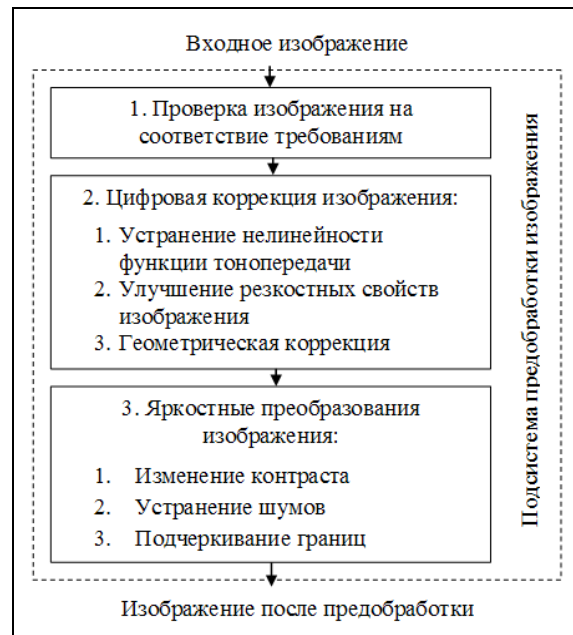 Входное изображение
1. Проверка изображения на
соответствие требованиям
2. Цифровая коррекция изображения:
1. Устранение нелинейности
функции тонопередачи
2. Улучшение резкостных свойств
изображения
3. Геометрическая коррекция
3. Яркостные преобразования
изображения:
1. Изменение контраста
2. Устранение шумов
3. Подчеркивание границ
Подсистема предобработки изображения
Изображение после предобработки